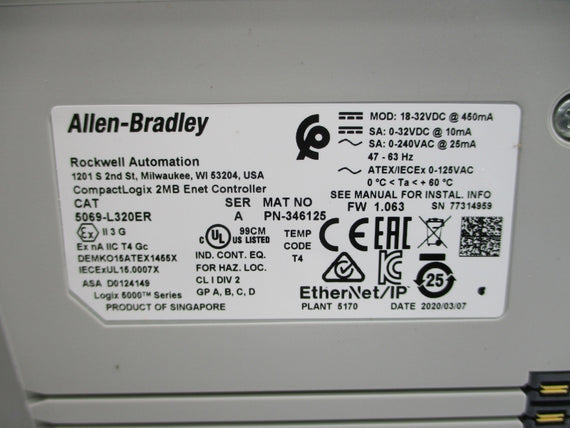 Allen-Bradley
Rockwell Automation
1201 S 2nd St, Milwaukee, WI 53204, USA
CompactLogix 2MB Enet Controller
CAT SER MAT NO
5069-L320ER A PN-346125
FW 1.063
MOD: 18-32VDC @ 450mA
SA: 0-32VDC @ 10mA
SA: 0-240VAC @ 25mA
47 - 63 Hz
ATEX/IECEx 0-125VAC
0 °C < Ta < + 60 °C
SEE MANUAL FOR INSTAL. INFO
SN 77314959
Ex II 3 G
Ex nA IIC T4 Gc
DEMKO15ATEX1455X
IECExUL15.0007X
ASA D0124149
Logix 5000™ Series
PRODUCT OF SINGAPORE
99CM
c UL US LISTED
IND. CONT. EQ.
FOR HAZ. LOC.
CL I DIV 2
GP A, B, C, D
TEMP
CODE
T4
CE EAC
KC
25
EtherNet/IP™
PLANT 5170 DATE 2020/03/07